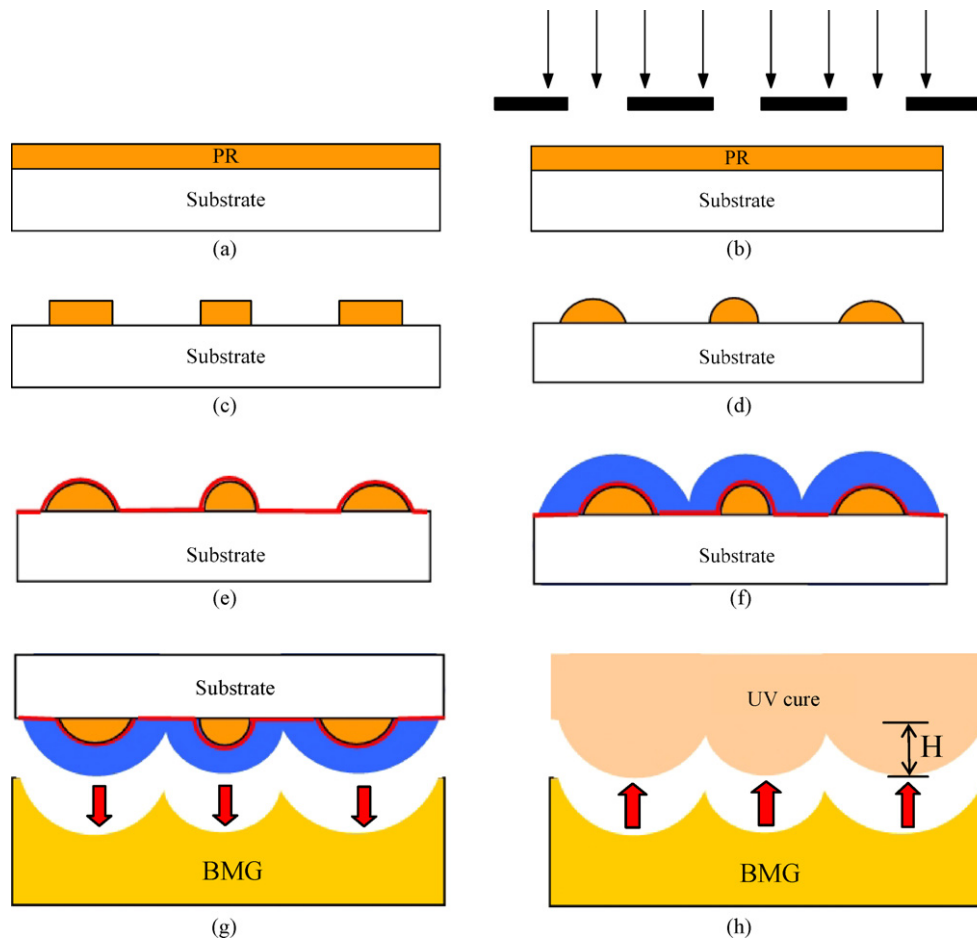 PR
Substrate
(a)
PR
Substrate
(b)
Substrate
(c)
Substrate
(d)
Substrate
(e)
Substrate
(f)
Substrate
BMG
(g)
UV cure
H
BMG
(h)